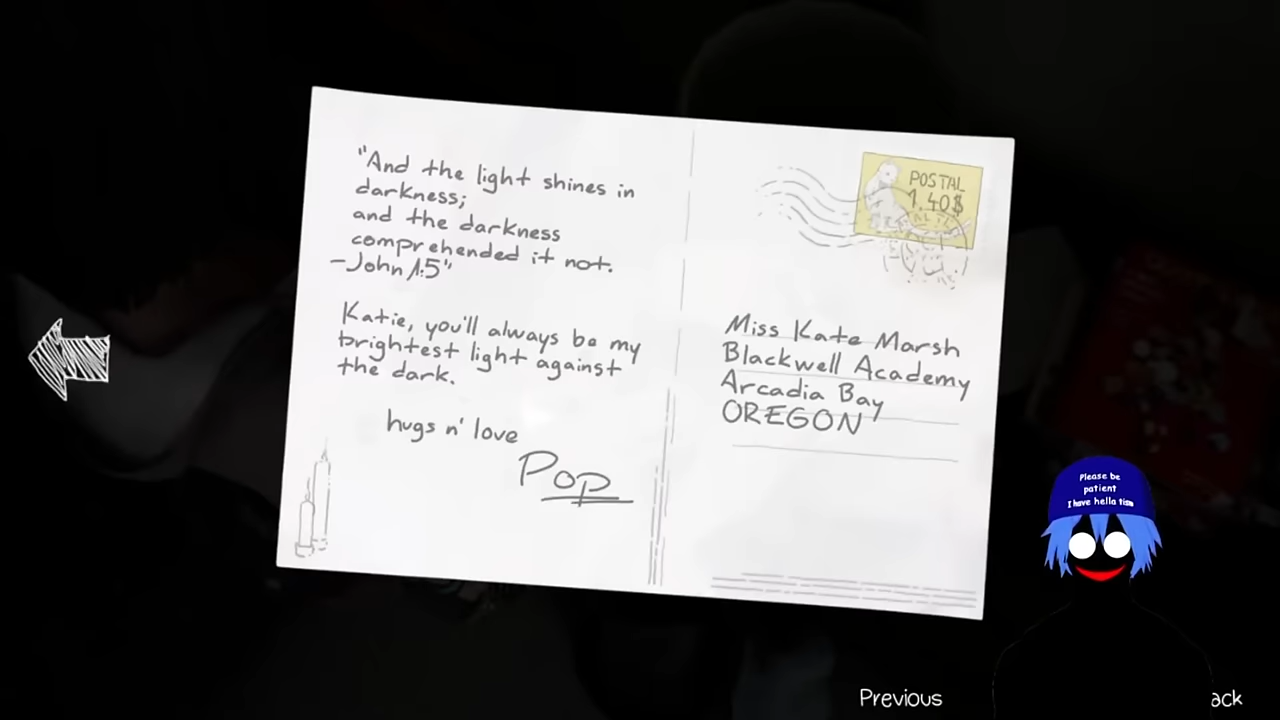 "And the light shines in
darkness;
and the darkness
comprehended it not.
-John 1:5"
Katie, you'll always be my
brightest light against
the dark.
hugs n' love
Pop
POSTAL
1.40$
Miss Kate Marsh
Blackwell Academy
Arcadia Bay
OREGON
Please be
patient
I have hella tism
Previous
ack